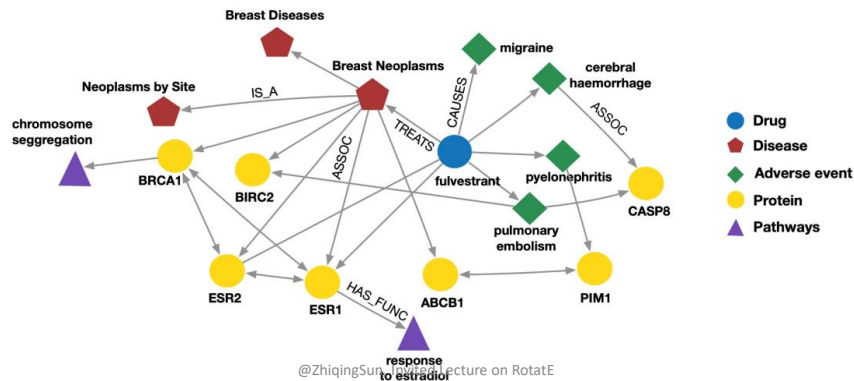 Breast Diseases
migraine
Breast Neoplasms
cerebral
haemorrhage
Neoplasms by Site
IS_A
CAUSES
ASSOC
chromosome
seggregation
TREATS
ASSOC
Drug
Disease
Adverse event
Protein
Pathways
BRCA1
BIRC2
fulvestrant
pyelonephritis
CASP8
pulmonary
embolism
ESR2
ESR1
HAS_FUNC
ABCB1
PIM1
response
to estradiol
@ZhiqingSun, Invited Lecture on RotatE